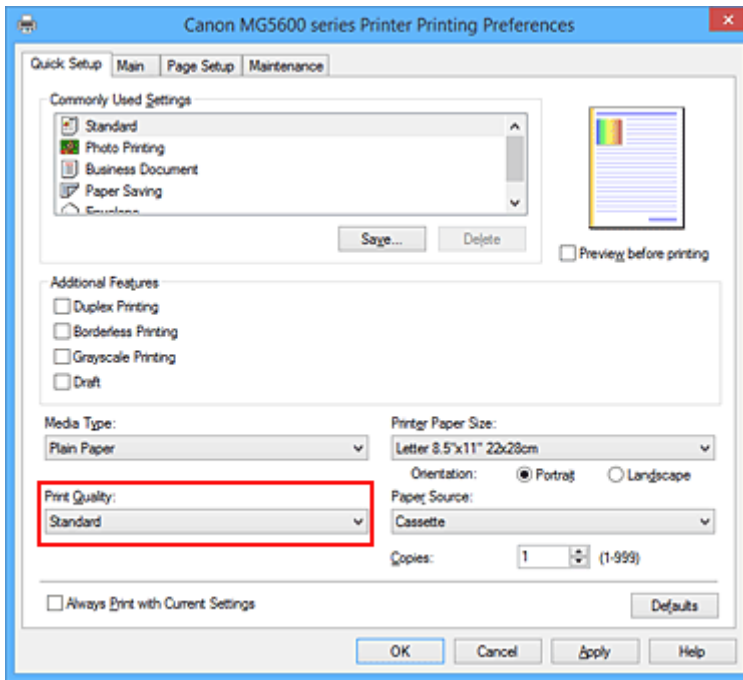 Canon MG5600 series Printer Printing Preferences
Quick Setup Main Page Setup Maintenance
Commonly Used Settings
Standard
Photo Printing
Business Document
Paper Saving
Envelope
Save... Delete
Preview before printing
Additional Features
Duplex Printing
Borderless Printing
Grayscale Printing
Draft
Media Type: Printer Paper Size:
Plain Paper Letter 8.5"x11" 22x28cm
Orientation: Portrait Landscape
Print Quality: Paper Source:
Standard Cassette
Copies: 1 (1-999)
Always Print with Current Settings Defaults
OK Cancel Apply Help